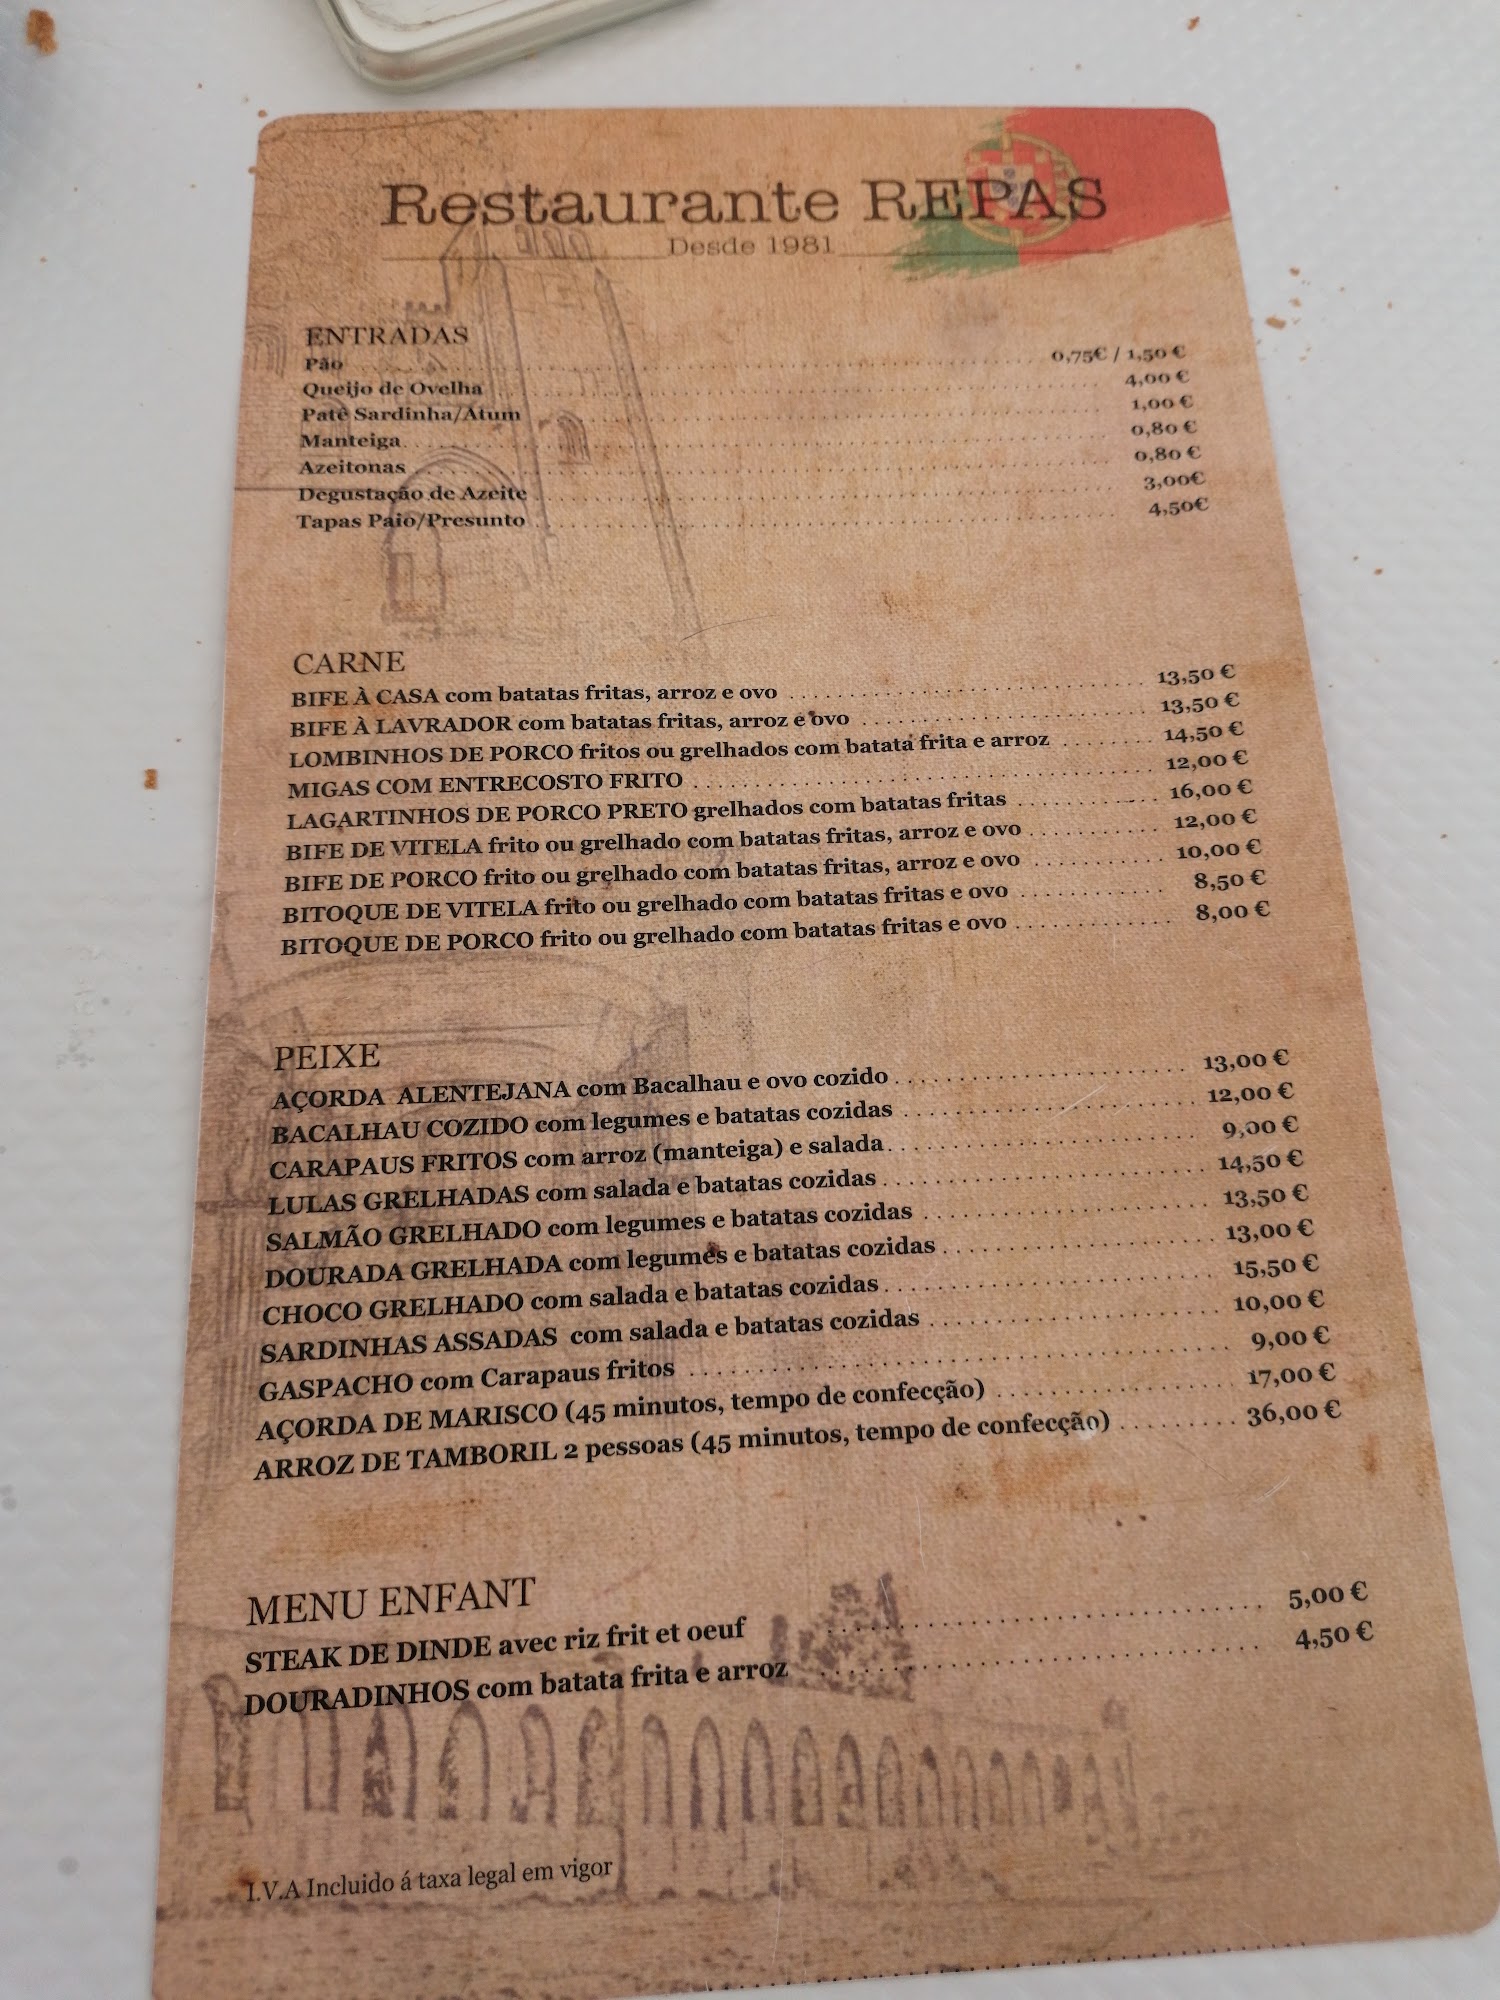 Restaurante REPAS
Desde 1981
ENTRADAS
Pão 0,75€ / 1,50 €
Queijo de Ovelha 4,00 €
Patê Sardinha/Atum 1,00 €
Manteiga 0,80 €
Azeitonas 0,80 €
Degustação de Azeite 3,00€
Tapas Paio/Presunto 4,50€
CARNE
BIFE À CASA com batatas fritas, arroz e ovo 13,50 €
BIFE À LAVRADOR com batatas fritas, arroz e ovo 13,50 €
LOMBINHOS DE PORCO fritos ou grelhados com batata frita e arroz 14,50 €
MIGAS COM ENTRECOSTO FRITO 12,00 €
LAGARTINHOS DE PORCO PRETO grelhados com batatas fritas 16,00 €
BIFE DE VITELA frito ou grelhado com batatas fritas, arroz e ovo 12,00 €
BIFE DE PORCO frito ou grelhado com batatas fritas, arroz e ovo 10,00 €
BITOQUE DE VITELA frito ou grelhado com batatas fritas e ovo 8,50 €
BITOQUE DE PORCO frito ou grelhado com batatas fritas e ovo 8,00 €
PEIXE
AÇORDA ALENTEJANA com Bacalhau e ovo cozido 13,00 €
BACALHAU COZIDO com legumes e batatas cozidas 12,00 €
CARAPAUS FRITOS com arroz (manteiga) e salada 9,00 €
LULAS GRELHADAS com salada e batatas cozidas 14,50 €
SALMÃO GRELHADO com legumes e batatas cozidas 13,50 €
DOURADA GRELHADA com legumes e batatas cozidas 13,00 €
CHOCO GRELHADO com salada e batatas cozidas 15,50 €
SARDINHAS ASSADAS com salada e batatas cozidas 10,00 €
GASPACHO com Carapaus fritos 9,00 €
AÇORDA DE MARISCO (45 minutos, tempo de confecção) 17,00 €
ARROZ DE TAMBORIL 2 pessoas (45 minutos, tempo de confecção) 36,00 €
MENU ENFANT
STEAK DE DINDE avec riz frit et oeuf 5,00 €
DOURADINHOS com batata frita e arroz 4,50 €
I.V.A Incluido á taxa legal em vigor